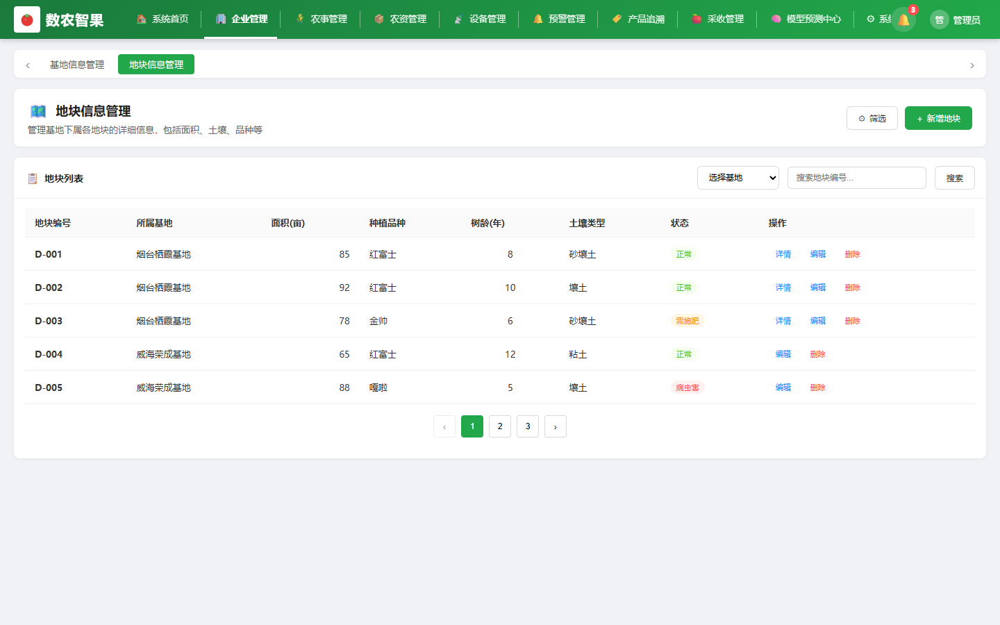 数农智果 系统首页 企业管理 农事管理 农资管理 设备管理 预警管理 产品追溯 采收管理 模型预测中心 系统 3 管 管理员
‹ 基地信息管理 地块信息管理 ›
地块信息管理
管理基地下属各地块的详细信息，包括面积、土壤、品种等
筛选 + 新增地块
地块列表 选择基地 搜索地块编号... 搜索
地块编号 所属基地 面积(亩) 种植品种 树龄(年) 土壤类型 状态 操作
D-001 烟台栖霞基地 85 红富士 8 砂壤土 正常 详情 编辑 删除
D-002 烟台栖霞基地 92 红富士 10 壤土 正常 详情 编辑 删除
D-003 烟台栖霞基地 78 金帅 6 砂壤土 需施肥 详情 编辑 删除
D-004 威海荣成基地 65 红富士 12 粘土 正常 编辑 删除
D-005 威海荣成基地 88 嘎啦 5 壤土 病虫害 编辑 删除
‹ 1 2 3 ›